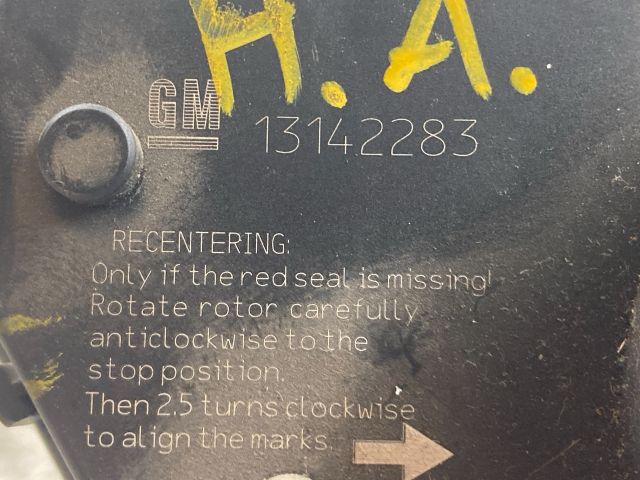 H.A.
GM 13142283
RECENTERING:
Only if the red seal is missing!
Rotate rotor carefully
anticlockwise to the
stop position.
Then 2.5 turns clockwise
to align the marks.